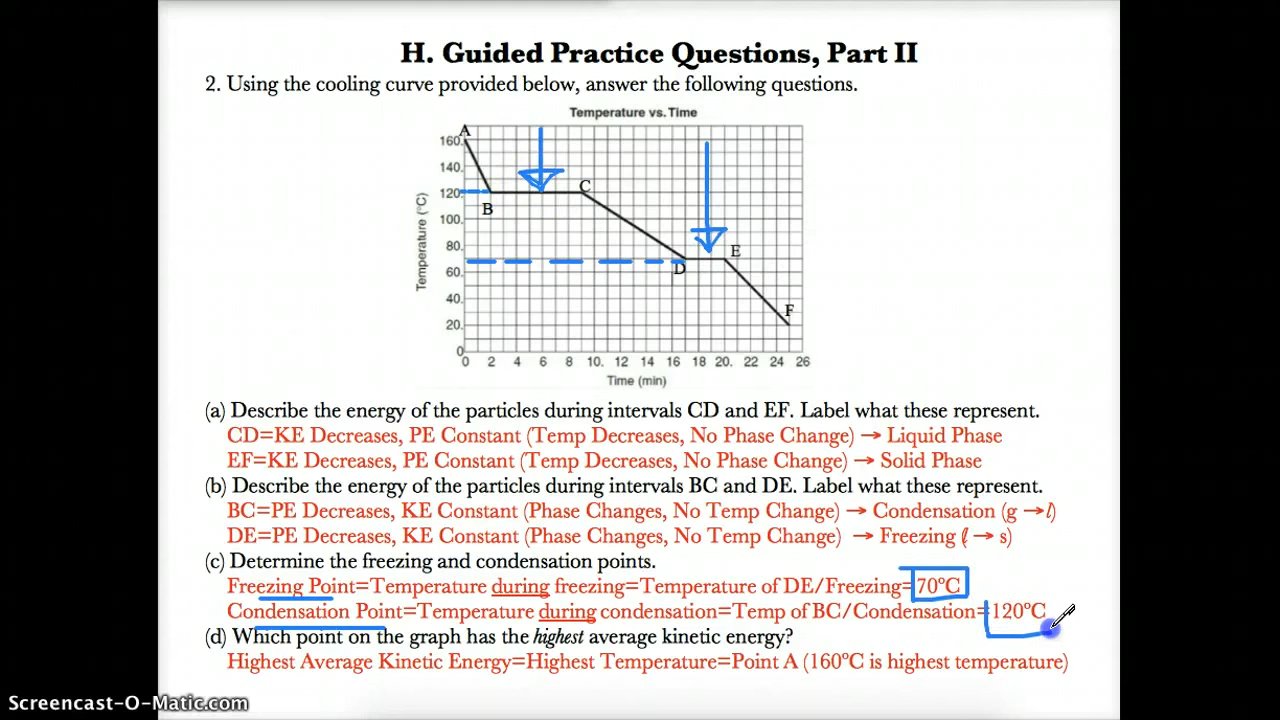 H. Guided Practice Questions, Part II
2. Using the cooling curve provided below, answer the following questions.
Temperature vs. Time
A
160.
140.
120
100.
80.
60.
40.
20.
0
B
C
D
E
F
Temperature (°C)
0 2 4 6 8 10. 12 14 16 18 20. 22 24 26
Time (min)
(a) Describe the energy of the particles during intervals CD and EF. Label what these represent.
CD=KE Decreases, PE Constant (Temp Decreases, No Phase Change) → Liquid Phase
EF=KE Decreases, PE Constant (Temp Decreases, No Phase Change) → Solid Phase
(b) Describe the energy of the particles during intervals BC and DE. Label what these represent.
BC=PE Decreases, KE Constant (Phase Changes, No Temp Change) → Condensation (g →l)
DE=PE Decreases, KE Constant (Phase Changes, No Temp Change) → Freezing (l → s)
(c) Determine the freezing and condensation points.
Freezing Point=Temperature during freezing=Temperature of DE/Freezing=70°C
Condensation Point=Temperature during condensation=Temp of BC/Condensation=120°C
(d) Which point on the graph has the highest average kinetic energy?
Highest Average Kinetic Energy=Highest Temperature=Point A (160°C is highest temperature)
Screencast-O-Matic.com